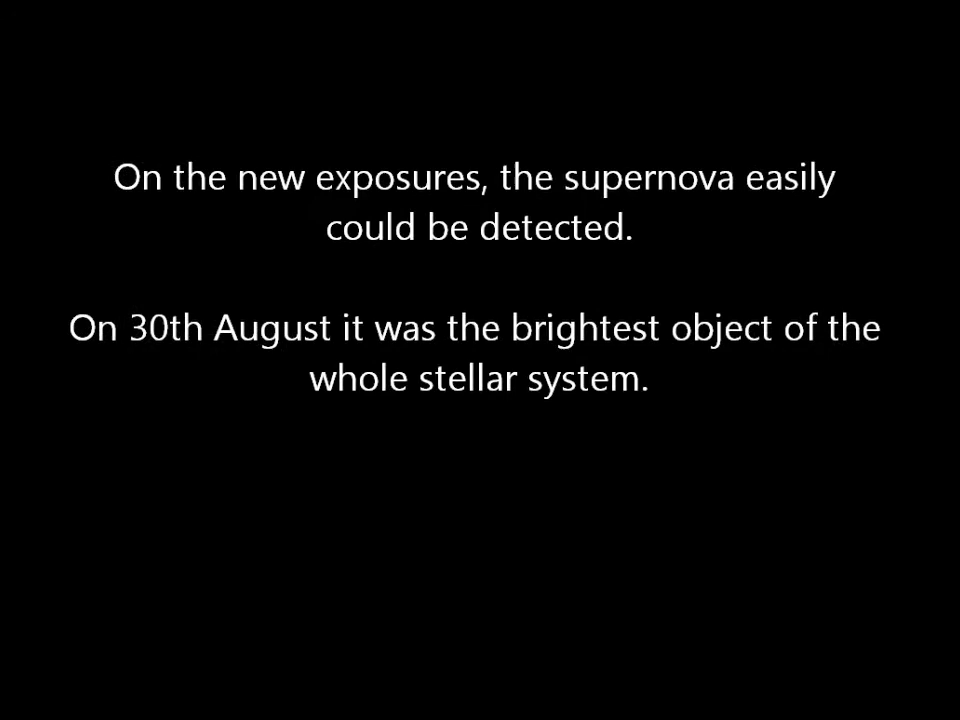 On the new exposures, the supernova easily
could be detected.
On 30th August it was the brightest object of the
whole stellar system.